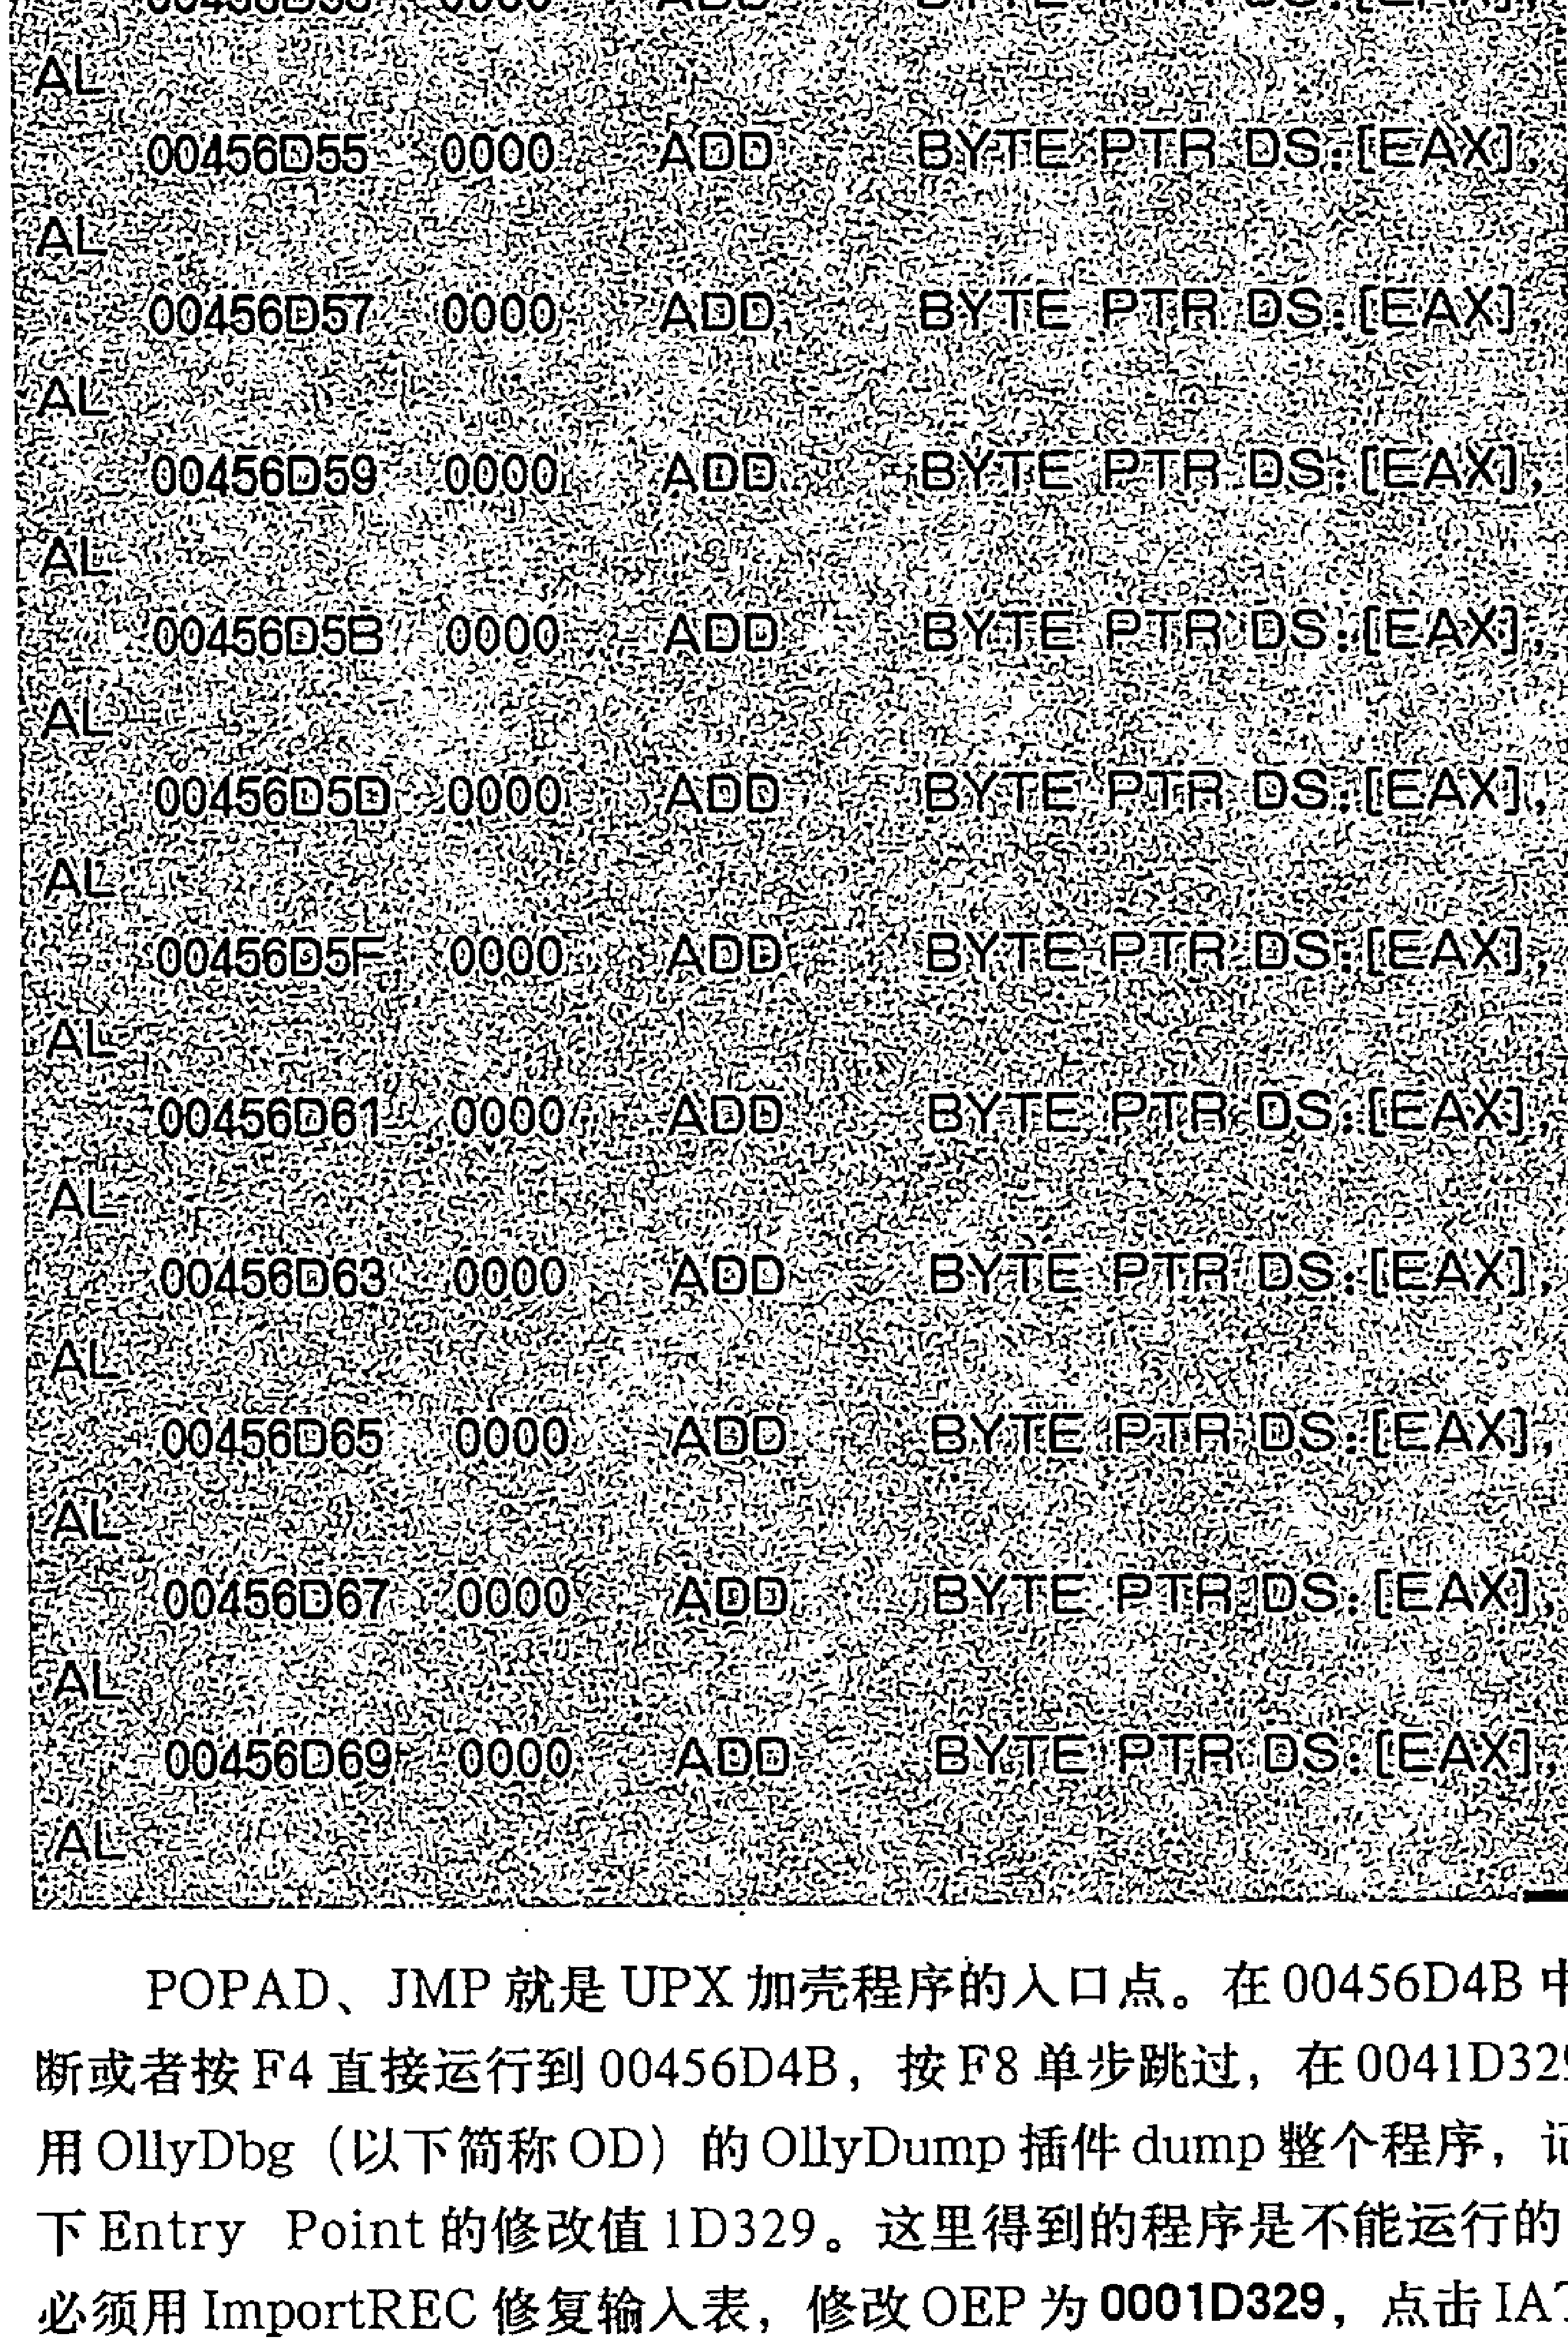 AL
00456D55 0000 ADD BYTE PTR DS:[EAX],
AL
00456D57 0000 ADD BYTE PTR DS:[EAX],
AL
00456D59 0000 ADD BYTE PTR DS:[EAX],
AL
00456D5B 0000 ADD BYTE PTR DS:[EAX],
AL
00456D5D 0000 ADD BYTE PTR DS:[EAX],
AL
00456D5F 0000 ADD BYTE PTR DS:[EAX],
AL
00456D61 0000 ADD BYTE PTR DS:[EAX],
AL
00456D63 0000 ADD BYTE PTR DS:[EAX],
AL
00456D65 0000 ADD BYTE PTR DS:[EAX],
AL
00456D67 0000 ADD BYTE PTR DS:[EAX],
AL
00456D69 0000 ADD BYTE PTR DS:[EAX],
AL
POPAD、JMP 就是 UPX 加壳程序的入口点。在 00456D4B 中
断或者按 F4 直接运行到 00456D4B，按 F8 单步跳过，在 0041D329
用 OllyDbg（以下简称 OD）的 OllyDump 插件 dump 整个程序，记
下 Entry Point 的修改值 1D329。这里得到的程序是不能运行的
必须用 ImportREC 修复输入表，修改 OEP 为 0001D329，点击 IAT